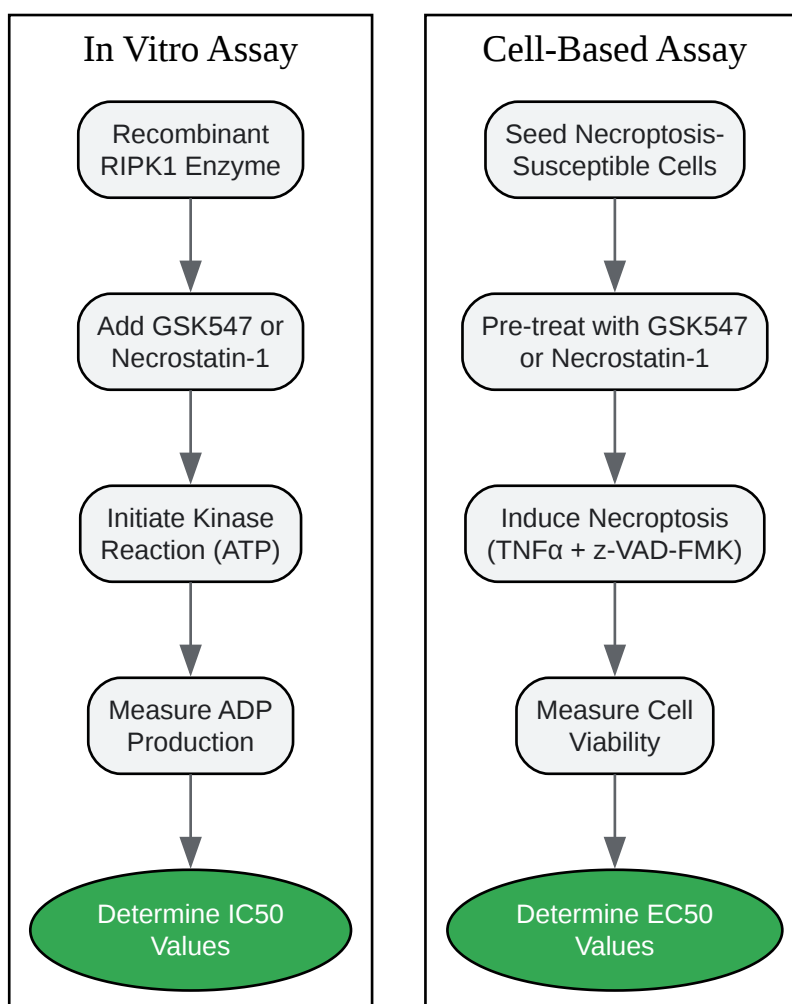 In Vitro Assay
Recombinant
RIPK1 Enzyme
Add GSK547 or
Necrostatin-1
Initiate Kinase
Reaction (ATP)
Measure ADP
Production
Determine IC50
Values
Cell-Based Assay
Seed Necroptosis-
Susceptible Cells
Pre-treat with GSK547
or Necrostatin-1
Induce Necroptosis
(TNFα + z-VAD-FMK)
Measure Cell
Viability
Determine EC50
Values